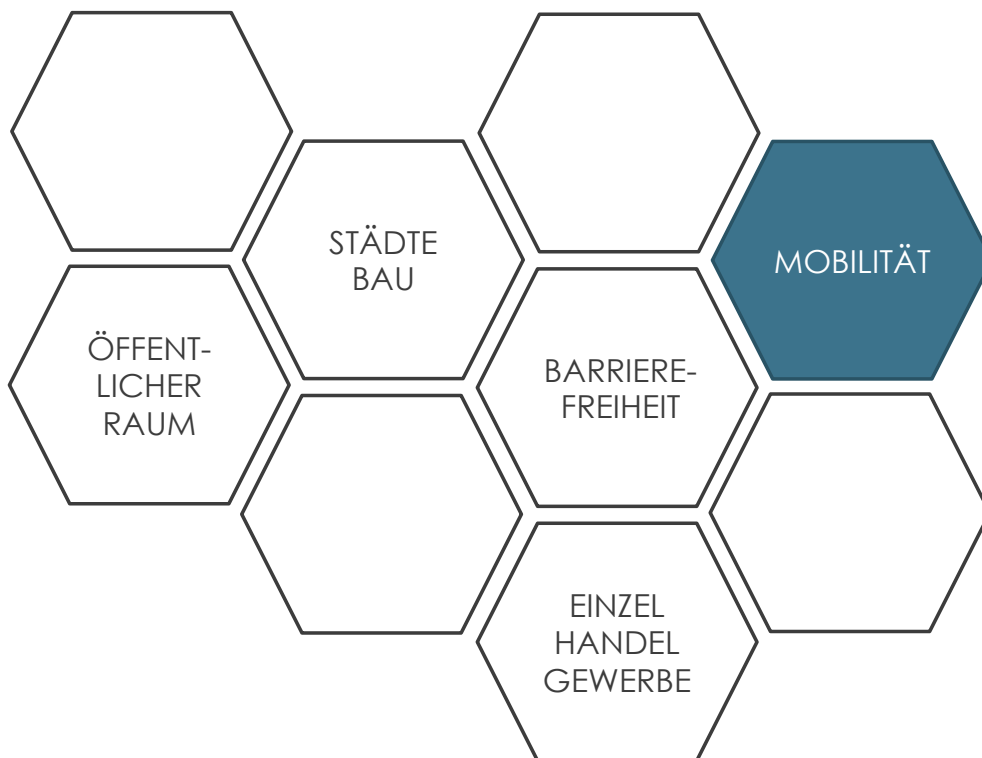 STÄDTE
BAU
MOBILITÄT
ÖFFENT-
LICHER
RAUM
BARRIERE-
FREIHEIT
EINZEL
HANDEL
GEWERBE